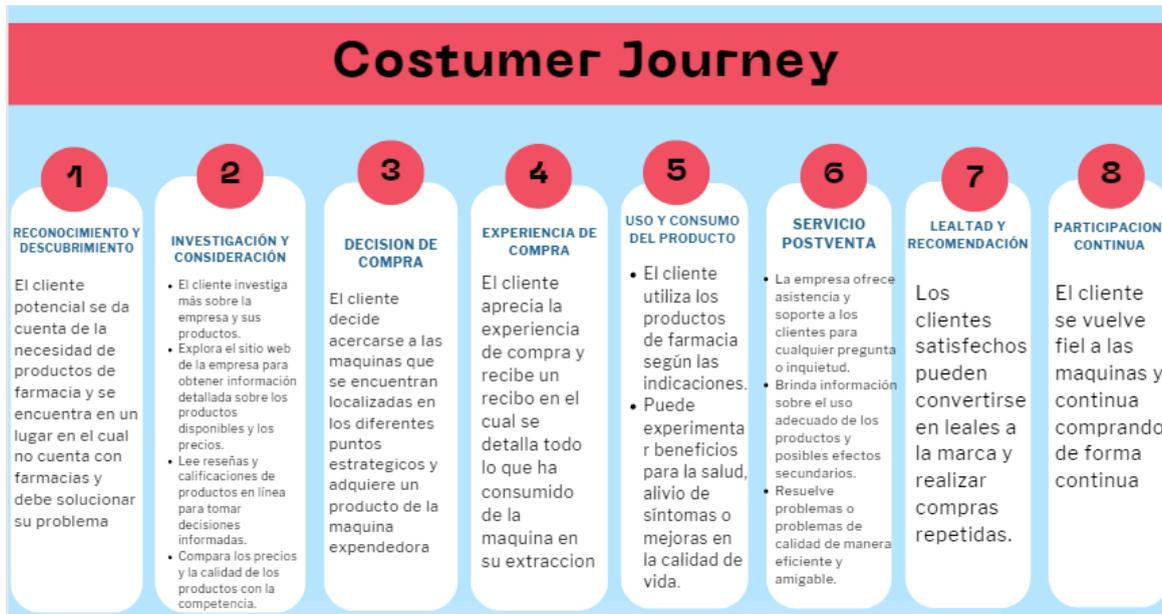 Costumer Journey
1
RECONOCIMIENTO Y
DESCUBRIMIENTO
El cliente
potencial se da
cuenta de la
necesidad de
productos de
farmacia y se
encuentra en un
lugar en el cual
no cuenta con
farmacias y
debe solucionar
su problema
2
INVESTIGACIÓN Y
CONSIDERACIÓN
• El cliente investiga
más sobre la
empresa y sus
productos.
• Explora el sitio web
de la empresa para
obtener información
detallada sobre los
productos
disponibles y los
precios.
• Lee reseñas y
calificaciones de
productos en línea
para tomar
decisiones
informadas.
• Compara los precios
y la calidad de los
productos con la
competencia.
3
DECISION DE
COMPRA
El cliente
decide
acercarse a las
maquinas que
se encuentran
localizadas en
los diferentes
puntos
estrategicos y
adquiere un
producto de la
maquina
expendedora
4
EXPERIENCIA DE
COMPRA
El cliente
aprecia la
experiencia
de compra y
recibe un
recibo en el
cual se
detalla todo
lo que ha
consumido
de la
maquina en
su extraccion
5
USO Y CONSUMO
DEL PRODUCTO
• El cliente
utiliza los
productos
de farmacia
según las
indicaciones.
• Puede
experimenta
r beneficios
para la salud,
alivio de
síntomas o
mejoras en
la calidad de
vida.
6
SERVICIO
POSTVENTA
• La empresa ofrece
asistencia y
soporte a los
clientes para
cualquier pregunta
o inquietud.
• Brinda información
sobre el uso
adecuado de los
productos y
posibles efectos
secundarios.
• Resuelve
problemas o
problemas de
calidad de manera
eficiente y
amigable.
7
LEALTAD Y
RECOMENDACIÓN
Los
clientes
satisfechos
pueden
convertirse
en leales a
la marca y
realizar
compras
repetidas.
8
PARTICIPACION
CONTINUA
El cliente
se vuelve
fiel a las
maquinas y
continua
comprando
de forma
continua